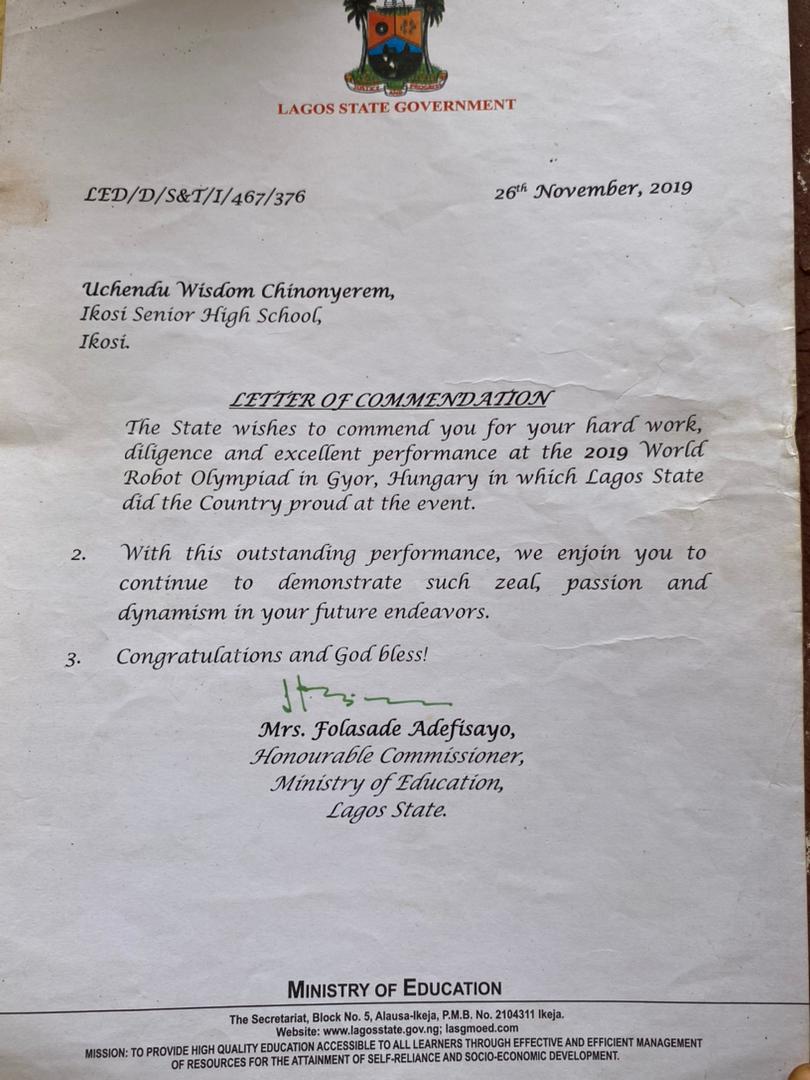 JUSTICE AND PROGRESS
LAGOS STATE GOVERNMENT
LED/D/S&T/I/467/376
26th November, 2019
Uchendu Wisdom Chinonyerem,
Ikosi Senior High School,
Ikosi.
LETTER OF COMMENDATION
The State wishes to commend you for your hard work,
diligence and excellent performance at the 2019 World
Robot Olympiad in Gyor, Hungary in which Lagos State
did the Country proud at the event.
2. With this outstanding performance, we enjoin you to
continue to demonstrate such zeal, passion and
dynamism in your future endeavors.
3. Congratulations and God bless!
Mrs. Folasade Adefisayo,
Honourable Commissioner,
Ministry of Education,
Lagos State.
MINISTRY OF EDUCATION
The Secretariat, Block No. 5, Alausa-Ikeja, P.M.B. No. 2104311 Ikeja.
Website: www.lagosstate.gov.ng; lasgmoed.com
MISSION: TO PROVIDE HIGH QUALITY EDUCATION ACCESSIBLE TO ALL LEARNERS THROUGH EFFECTIVE AND EFFICIENT MANAGEMENT
OF RESOURCES FOR THE ATTAINMENT OF SELF-RELIANCE AND SOCIO-ECONOMIC DEVELOPMENT.